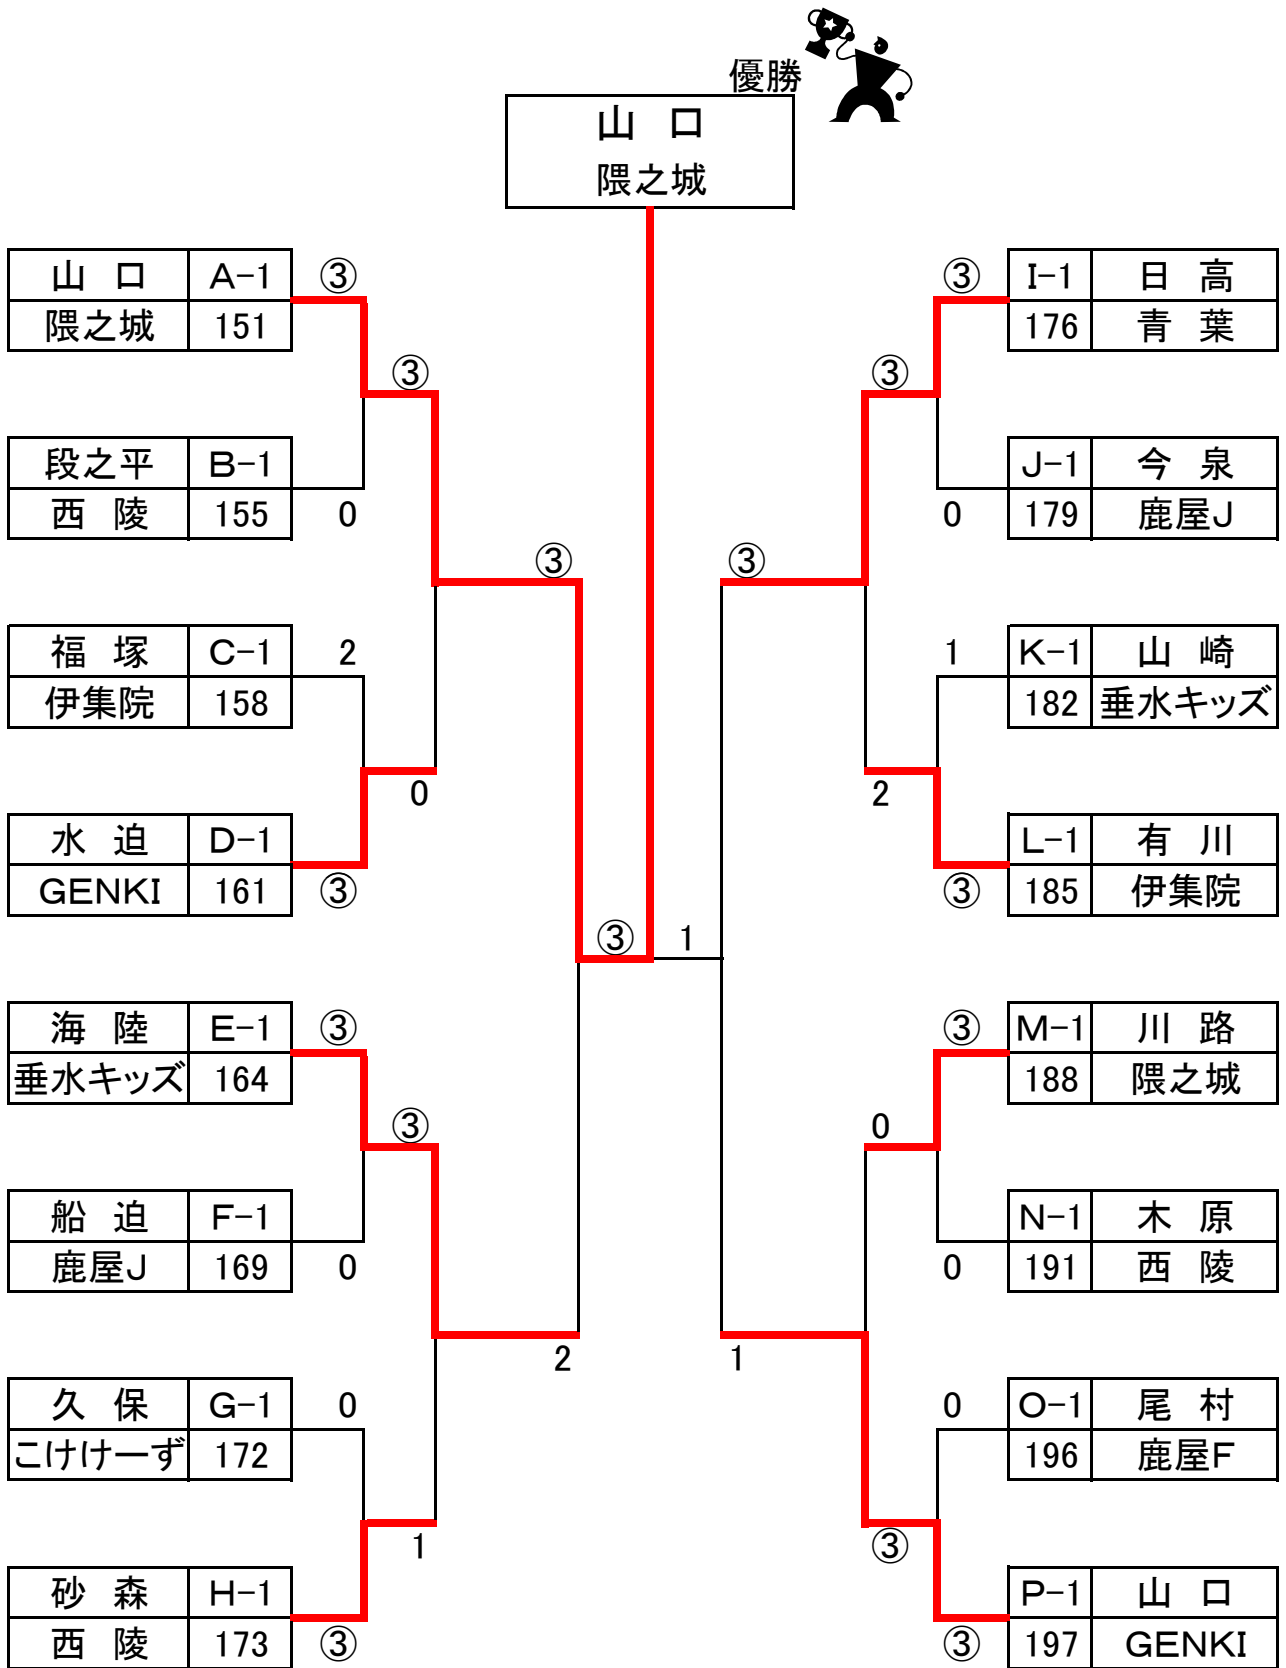 優勝
山 口
隈之城
山 口 A-1 ③
隈之城 151
③
段之平 B-1
西 陵 155 0
③
福 塚 C-1 2
伊集院 158
0
水 迫 D-1
GENKI 161 ③
③
海 陸 E-1 ③
垂水キッズ 164
③
船 迫 F-1
鹿屋J 169 0
2
久 保 G-1 0
こけけーず 172
1
砂 森 H-1
西 陵 173 ③
③ I-1 日 高
176 青 葉
③
J-1 今 泉
0 179 鹿屋J
③
1 K-1 山 崎
182 垂水キッズ
2
L-1 有 川
③ 185 伊集院
1
③ M-1 川 路
188 隈之城
0
N-1 木 原
0 191 西 陵
1
0 O-1 尾 村
196 鹿屋F
③
P-1 山 口
③ 197 GENKI